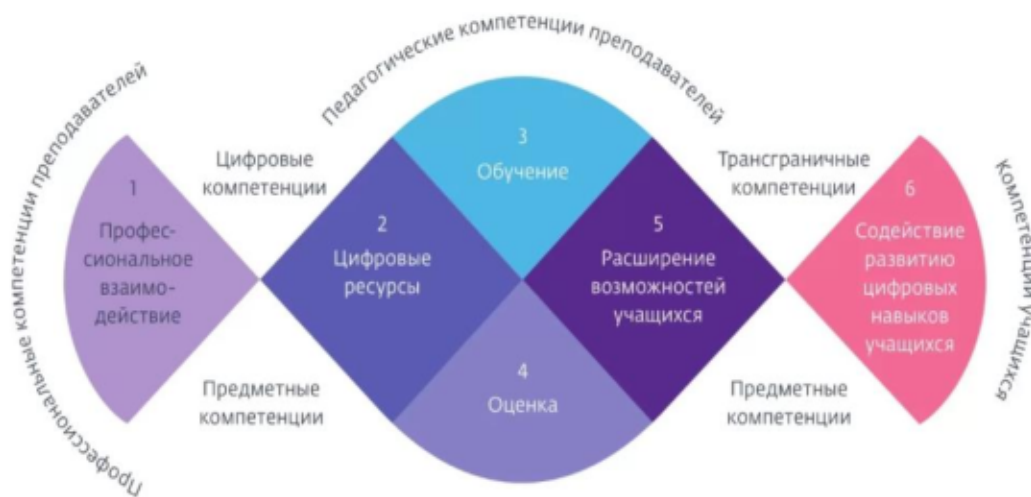 Профессиональные компетенции преподавателей
Педагогические компетенции преподавателей
Компетенции учащихся
1
Профес-
сиональное
взаимо-
действие
Цифровые
компетенции
Предметные
компетенции
2
Цифровые
ресурсы
3
Обучение
4
Оценка
5
Расширение
возможностей
учащихся
Трансграничные
компетенции
Предметные
компетенции
6
Содействие
развитию
цифровых
навыков
учащихся